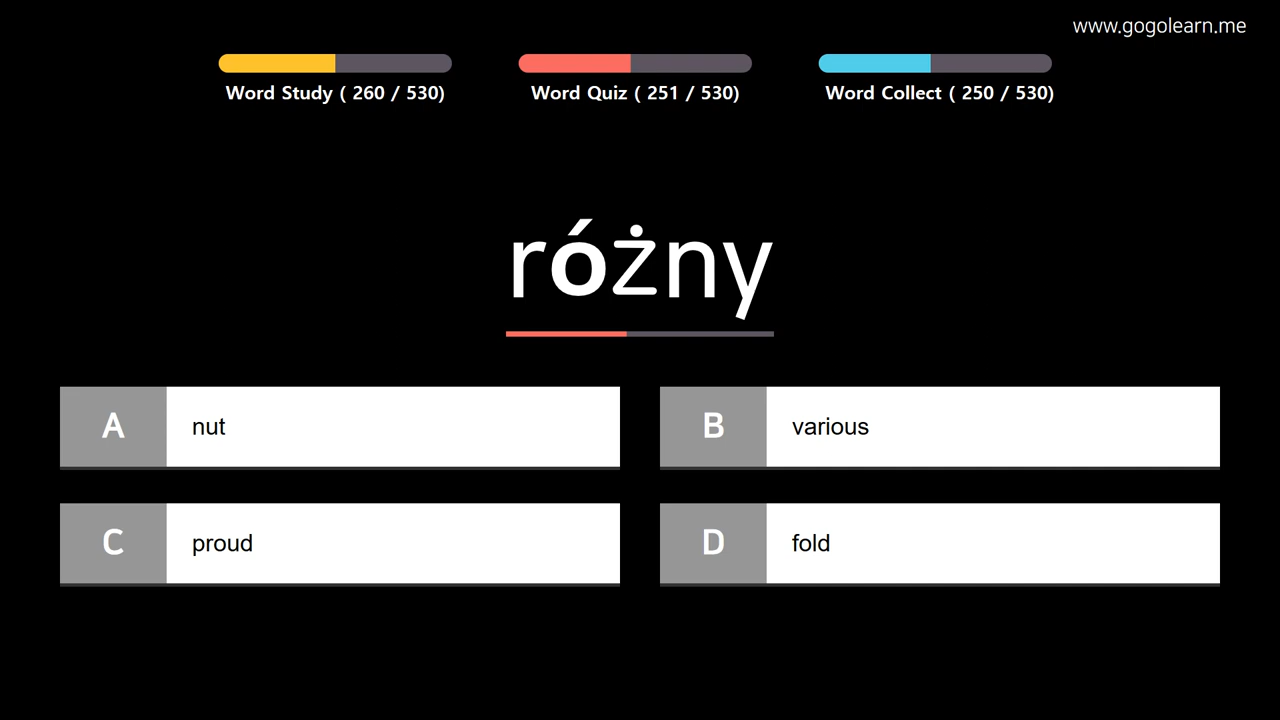 www.gogolearn.me
Word Study ( 260 / 530)
Word Quiz ( 251 / 530)
Word Collect ( 250 / 530)
różny
A nut
B various
C proud
D fold